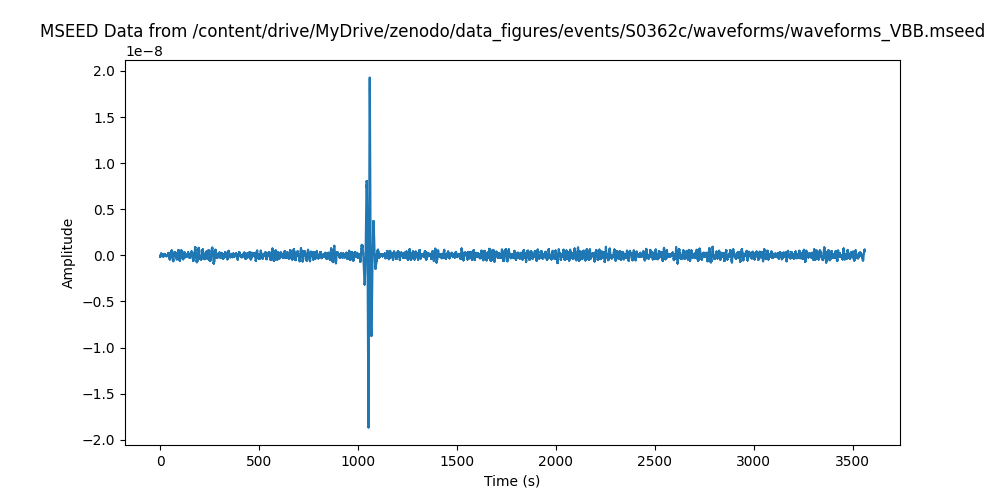 MSEED Data from /content/drive/MyDrive/zenodo/data_figures/events/S0362c/waveforms/waveforms_VBB.mseed
1e−8
2.0
1.5
1.0
0.5
0.0
−0.5
−1.0
−1.5
−2.0
Amplitude
0 500 1000 1500 2000 2500 3000 3500
Time (s)